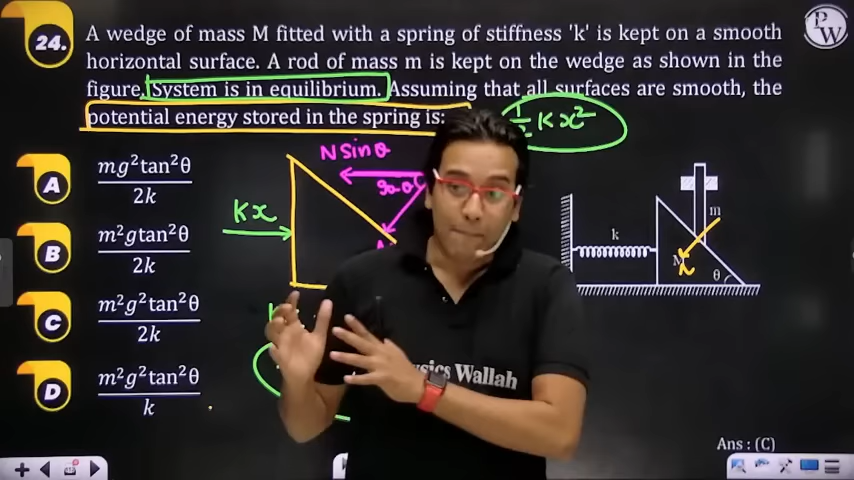 24.
A wedge of mass M fitted with a spring of stiffness 'k' is kept on a smooth
horizontal surface. A rod of mass m is kept on the wedge as shown in the
figure. System is in equilibrium. Assuming that all surfaces are smooth, the
potential energy stored in the spring is:
1/2 Kx²
PW
A mg²tan²θ/2k
B m²gtan²θ/2k
C m²g²tan²θ/2k
D m²g²tan²θ/k
N sinθ
90-θ
Kx
k
m
M
θ
ysics Wallah
Ans : (C)